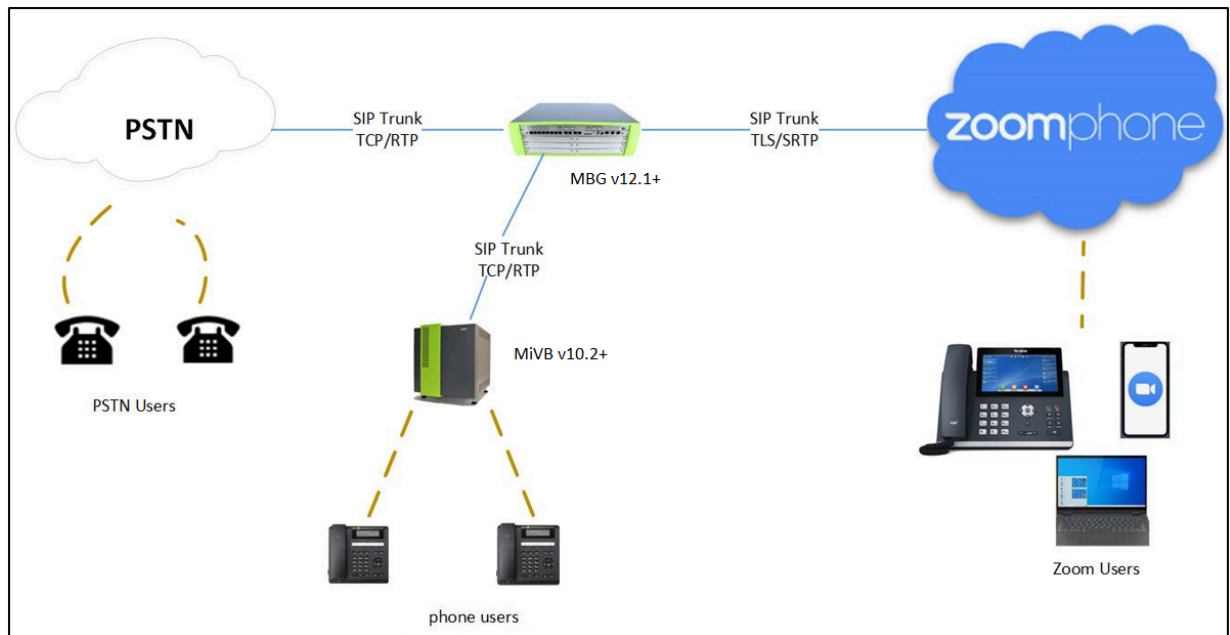 PSTN
SIP Trunk
TCP/RTP
MBG v12.1+
SIP Trunk
TLS/SRTP
zoomphone
SIP Trunk
TCP/RTP
MiVB v10.2+
PSTN Users
phone users
Zoom Users